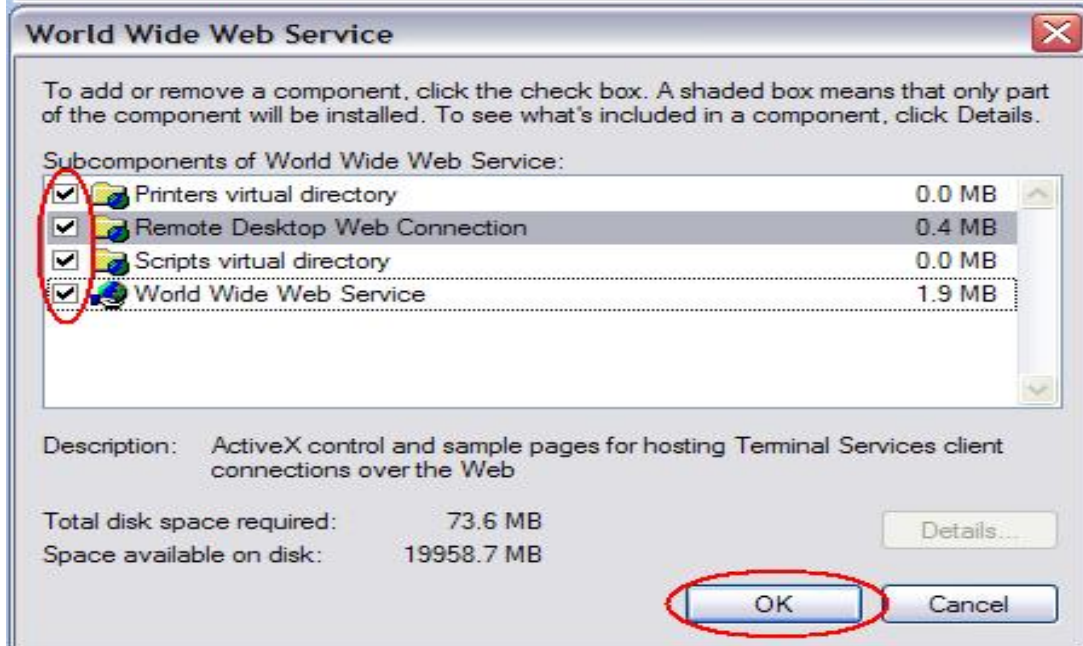 World Wide Web Service
To add or remove a component, click the check box. A shaded box means that only part
of the component will be installed. To see what's included in a component, click Details.
Subcomponents of World Wide Web Service:
Printers virtual directory 0.0 MB
Remote Desktop Web Connection 0.4 MB
Scripts virtual directory 0.0 MB
World Wide Web Service 1.9 MB
Description: ActiveX control and sample pages for hosting Terminal Services client
connections over the Web
Total disk space required: 73.6 MB
Space available on disk: 19958.7 MB
Details...
OK Cancel